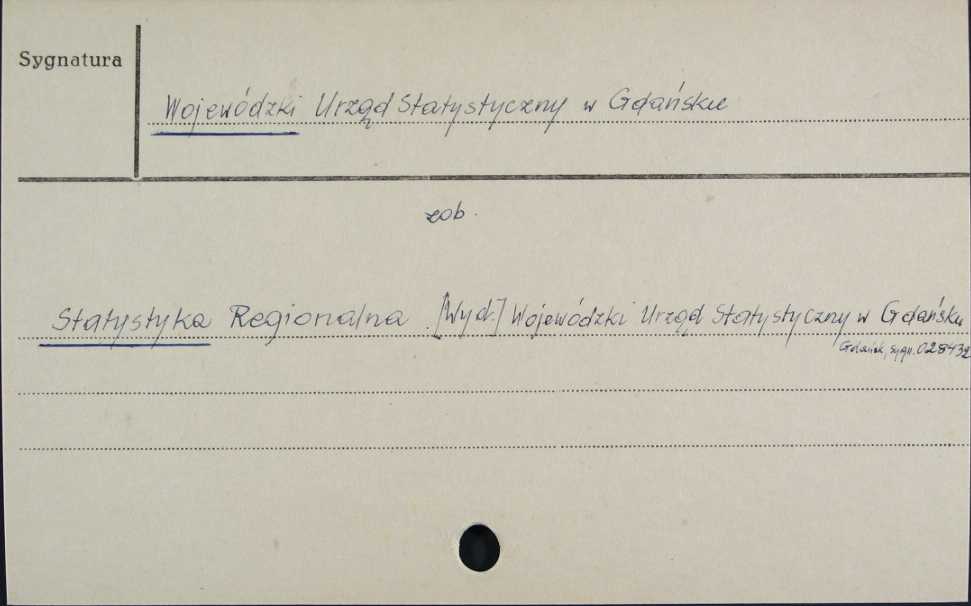 Sygnatura
Wojewódzki Urząd Statystyczny w Gdańsku
zob.
Statystyka Regionalna. [Wyd.] Wojewódzki Urząd Statystyczny w Gdańsku
Gdańsk, sygn. 028432